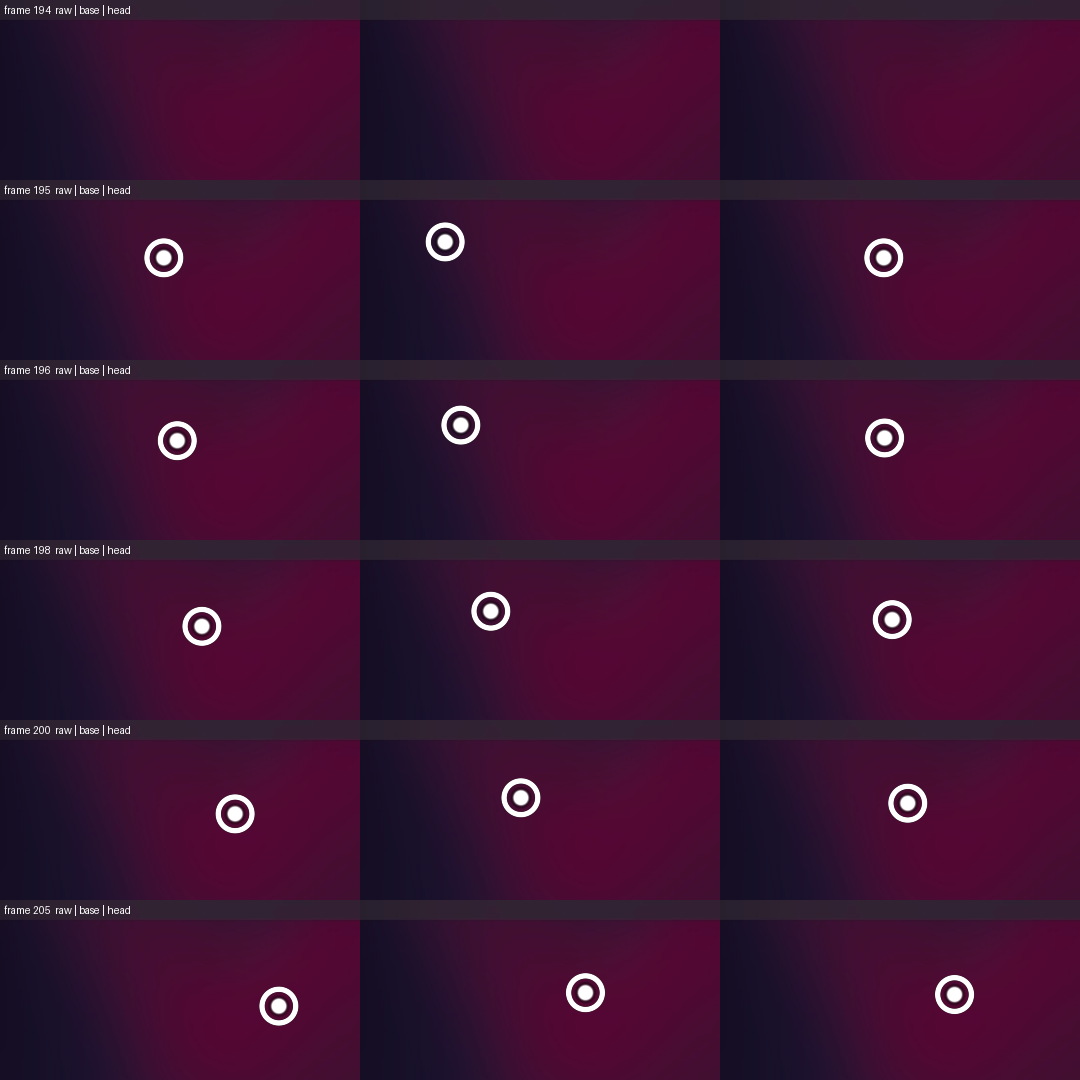 frame 194 raw | base | head
frame 195 raw | base | head
frame 196 raw | base | head
frame 198 raw | base | head
frame 200 raw | base | head
frame 205 raw | base | head